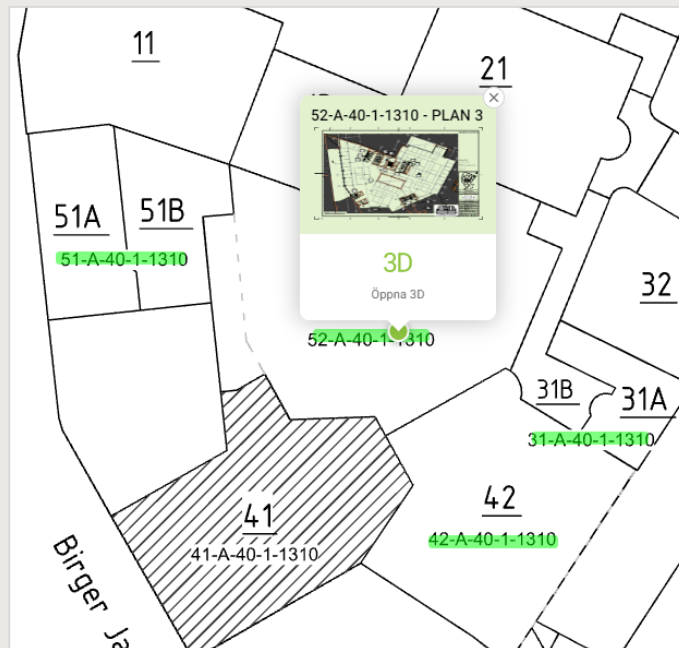 11
21
52-A-40-1-1310 - PLAN 3
51A
51B
51-A-40-1-1310
3D
Öppna 3D
32
52-A-40-1-1310
31B
31A
31-A-40-1-1310
41
42
41-A-40-1-1310
42-A-40-1-1310
Birger Ja